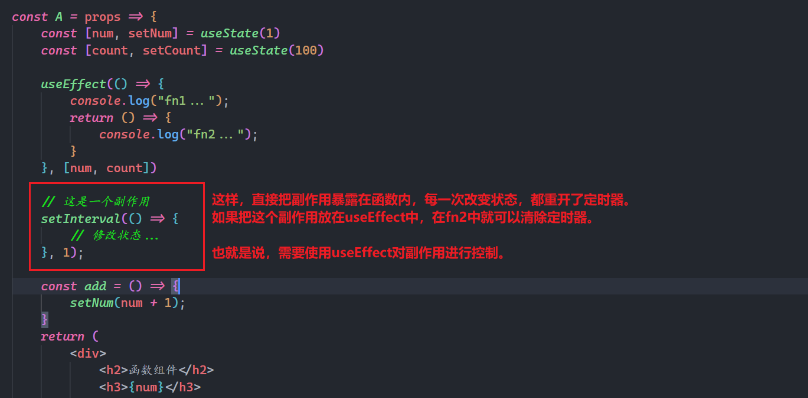 const A = props => {
const [num, setNum] = useState(1)
const [count, setCount] = useState(100)
useEffect(() => {
console.log("fn1...");
return () => {
console.log("fn2...");
}
}, [num, count])
// 这是一个副作用
setInterval(() => {
// 修改状态...
}, 1);
这样，直接把副作用暴露在函数内，每一次改变状态，都重开了定时器。
如果把这个副作用放在useEffect中，在fn2中就可以清除定时器。
也就是说，需要使用useEffect对副作用进行控制。
const add = () => {
setNum(num + 1);
}
return (
<div>
<h2>函数组件</h2>
<h3>{num}</h3>